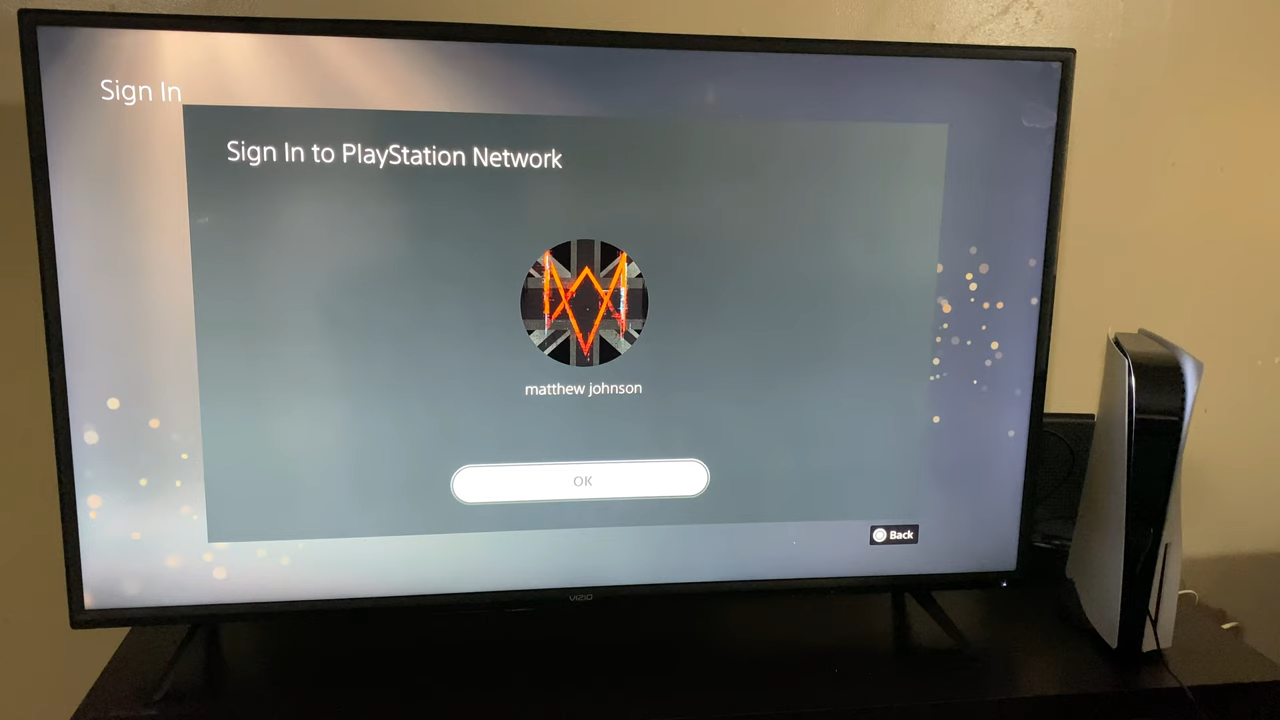 Sign In
Sign In to PlayStation Network
matthew johnson
OK
Back
VIZIO